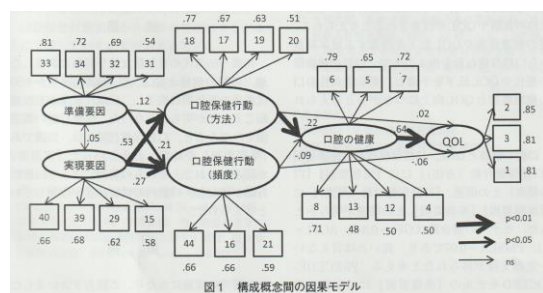 .77 .67 .63 .51
.81 .72 .69 .54
18 17 19 20
.79 .65 .72
33 34 32 31
6 5 7
準備要因
.12
口腔保健行動
(方法)
.02
2 .85
.05
.53
.21
.22
口腔の健康
.64
QOL
3 .81
実現要因
.27
口腔保健行動
(頻度)
-.09
-.06
1 .81
40 39 29 15
8 13 12 4
.66 .68 .62 .58
44 16 21
.71 .48 .50 .50
p<0.01
.66 .66 .59
p<0.05
ns
図1 構成概念間の因果モデル